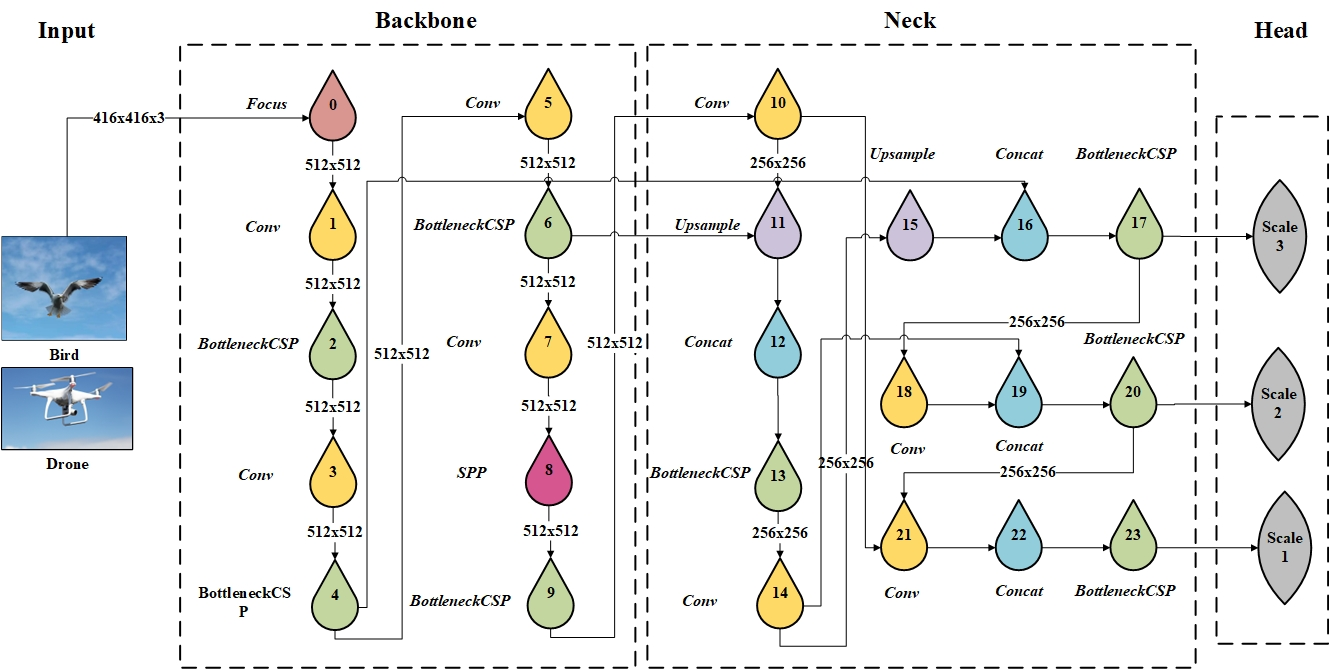 Input
Backbone
Neck
Head
416x416x3
Focus
0
512x512
Conv
1
512x512
BottleneckCSP
2
512x512
Conv
3
512x512
BottleneckCS
P
4
512x512
Conv
5
512x512
BottleneckCSP
6
512x512
Conv
7
512x512
SPP
8
512x512
BottleneckCSP
9
512x512
Conv
10
256x256
Upsample
11
Concat
12
BottleneckCSP
13
256x256
Conv
14
256x256
Upsample
15
Concat
16
BottleneckCSP
17
256x256
18
Conv
19
Concat
BottleneckCSP
20
256x256
21
Conv
22
Concat
23
BottleneckCSP
Scale
3
Scale
2
Scale
1
Bird
Drone